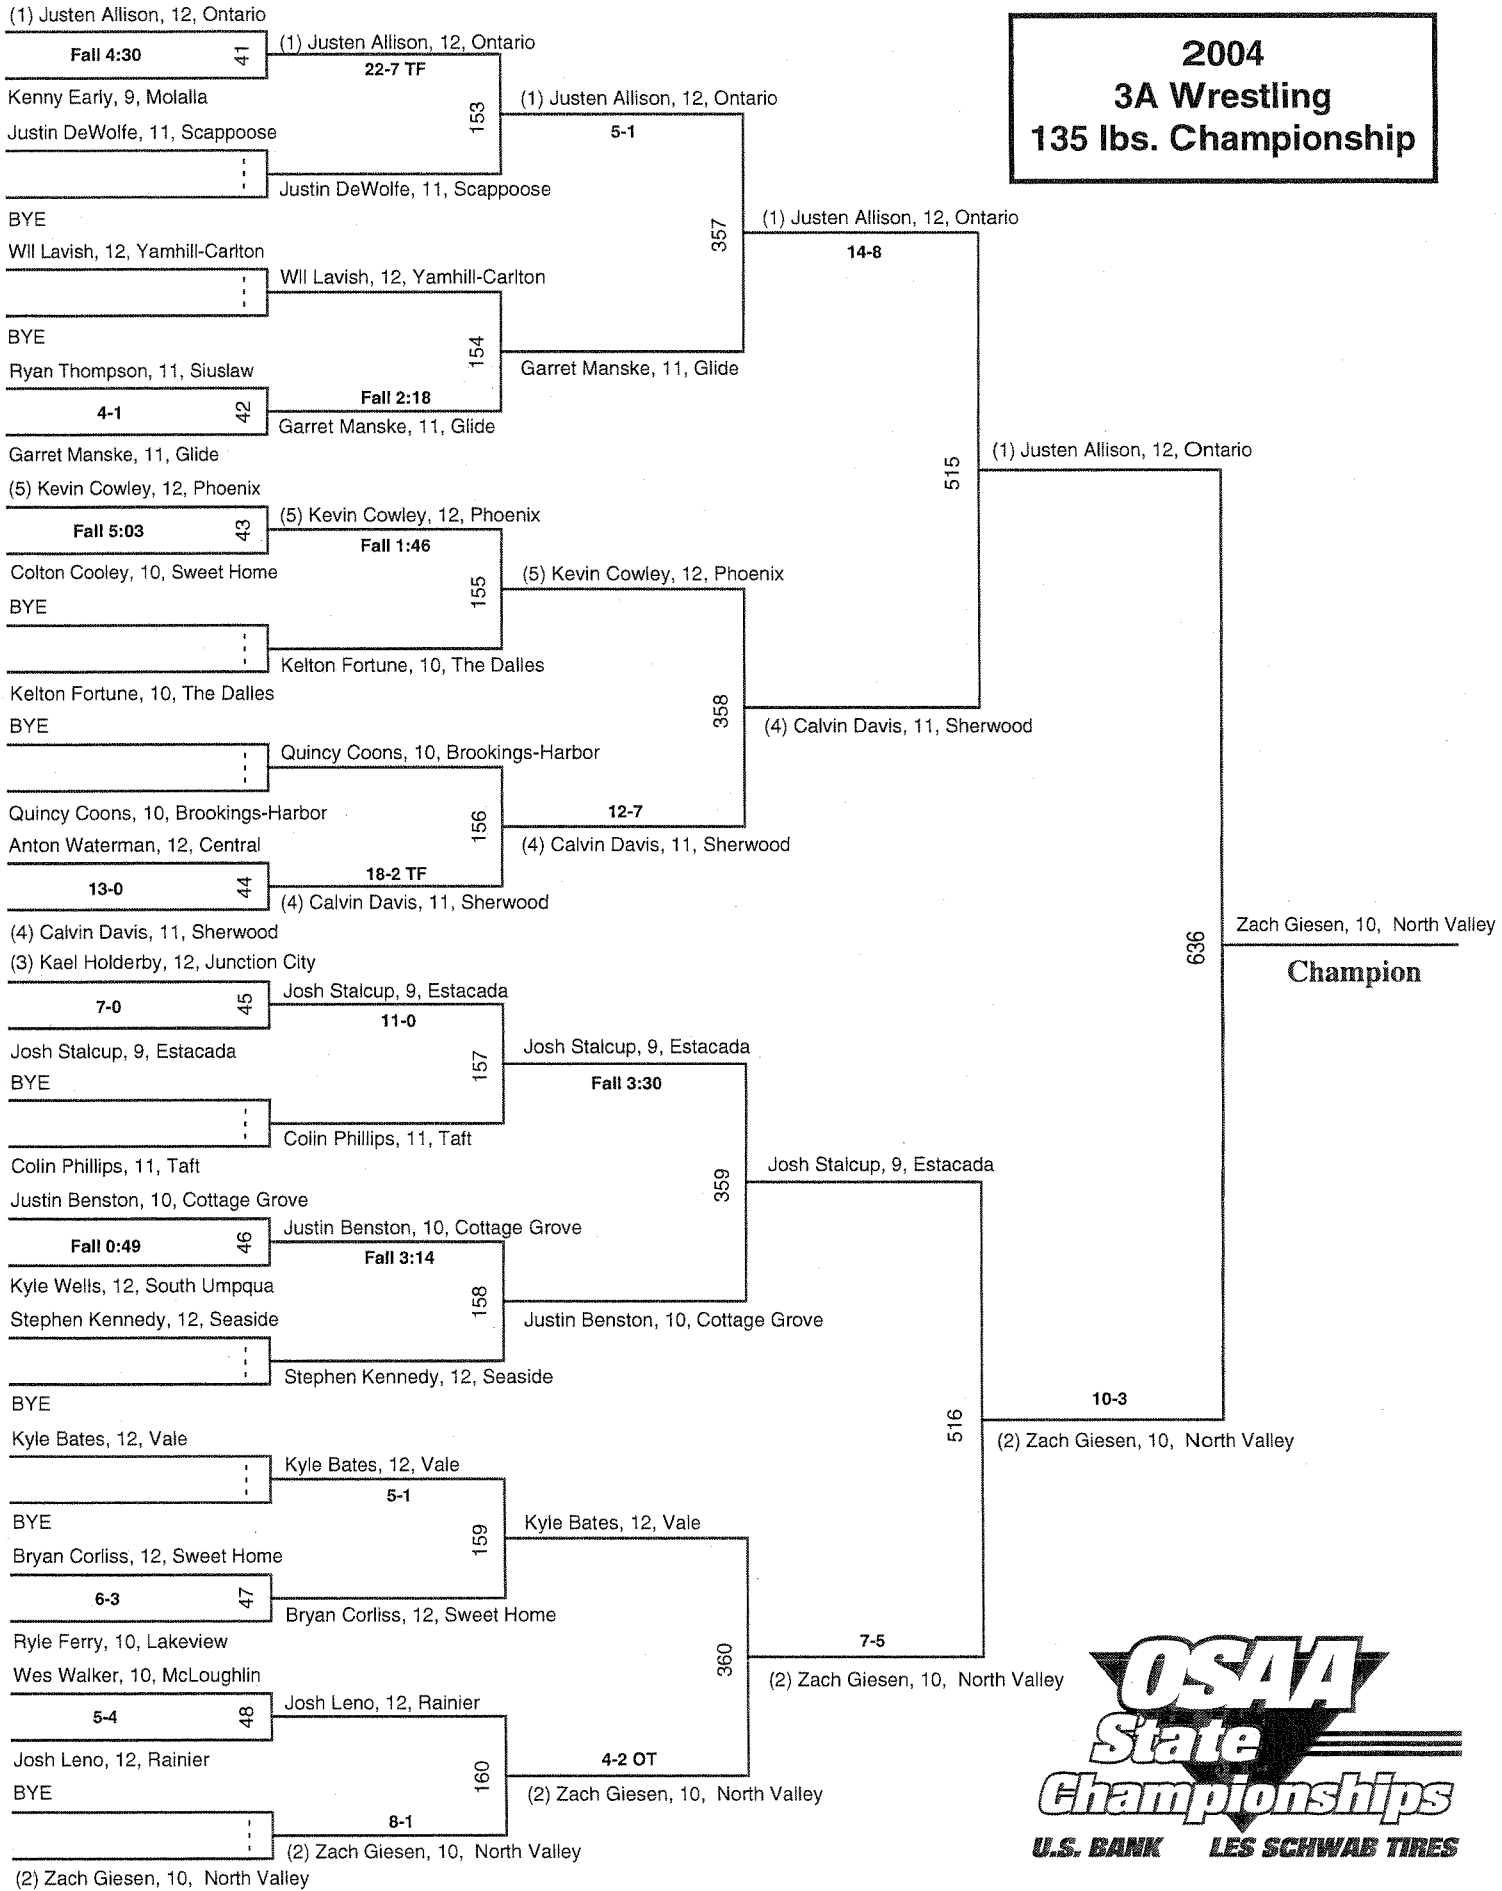 (1) Justen Allison, 12, Ontario
Fall 4:30
41
Kenny Early, 9, Molalla
Justin DeWolfe, 11, Scappoose
BYE
WIl Lavish, 12, Yamhill-Carlton
BYE
Ryan Thompson, 11, Siuslaw
4-1
42
Garret Manske, 11, Glide
(5) Kevin Cowley, 12, Phoenix
Fall 5:03
43
Colton Cooley, 10, Sweet Home
BYE
Kelton Fortune, 10, The Dalles
BYE
Quincy Coons, 10, Brookings-Harbor
Anton Waterman, 12, Central
13-0
44
(4) Calvin Davis, 11, Sherwood
(3) Kael Holderby, 12, Junction City
7-0
45
Josh Stalcup, 9, Estacada
BYE
Colin Phillips, 11, Taft
Justin Benston, 10, Cottage Grove
Fall 0:49
46
Kyle Wells, 12, South Umpqua
Stephen Kennedy, 12, Seaside
BYE
Kyle Bates, 12, Vale
BYE
Bryan Corliss, 12, Sweet Home
6-3
47
Ryle Ferry, 10, Lakeview
Wes Walker, 10, McLoughlin
5-4
48
Josh Leno, 12, Rainier
BYE
(2) Zach Giesen, 10, North Valley
(1) Justen Allison, 12, Ontario
22-7 TF
153
Justin DeWolfe, 11, Scappoose
WIl Lavish, 12, Yamhill-Carlton
154
Fall 2:18
Garret Manske, 11, Glide
(5) Kevin Cowley, 12, Phoenix
Fall 1:46
155
Kelton Fortune, 10, The Dalles
Quincy Coons, 10, Brookings-Harbor
156
18-2 TF
(4) Calvin Davis, 11, Sherwood
Josh Stalcup, 9, Estacada
11-0
157
Colin Phillips, 11, Taft
Justin Benston, 10, Cottage Grove
Fall 3:14
158
Stephen Kennedy, 12, Seaside
Kyle Bates, 12, Vale
5-1
159
Bryan Corliss, 12, Sweet Home
Josh Leno, 12, Rainier
160
8-1
(2) Zach Giesen, 10, North Valley
(1) Justen Allison, 12, Ontario
5-1
357
Garret Manske, 11, Glide
(5) Kevin Cowley, 12, Phoenix
358
12-7
(4) Calvin Davis, 11, Sherwood
Josh Stalcup, 9, Estacada
Fall 3:30
359
Justin Benston, 10, Cottage Grove
Kyle Bates, 12, Vale
360
4-2 OT
(2) Zach Giesen, 10, North Valley
(1) Justen Allison, 12, Ontario
14-8
515
(4) Calvin Davis, 11, Sherwood
Josh Stalcup, 9, Estacada
516
7-5
(2) Zach Giesen, 10, North Valley
(1) Justen Allison, 12, Ontario
636
10-3
(2) Zach Giesen, 10, North Valley
Zach Giesen, 10, North Valley
Champion
2004
3A Wrestling
135 lbs. Championship
OSAA
State
Championships
U.S. BANK LES SCHWAB TIRES